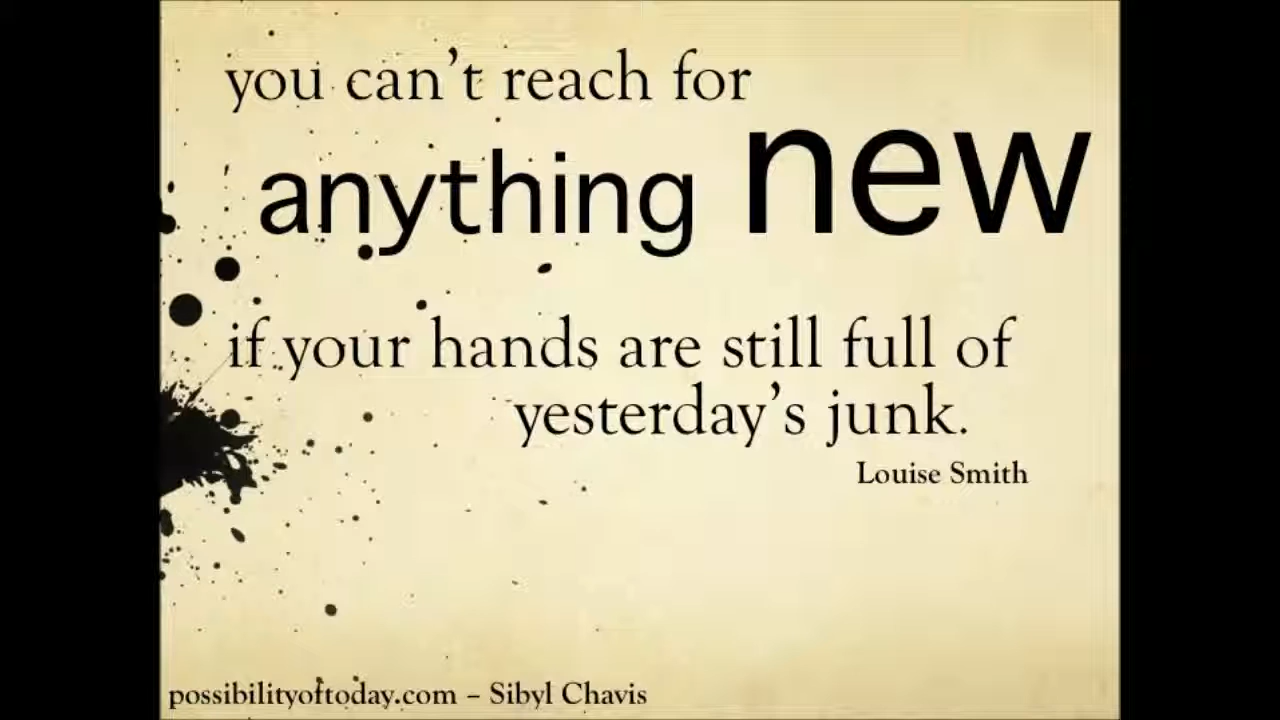 you can't reach for
anything new
if your hands are still full of
yesterday's junk.
Louise Smith
possibilityoftoday.com – Sibyl Chavis